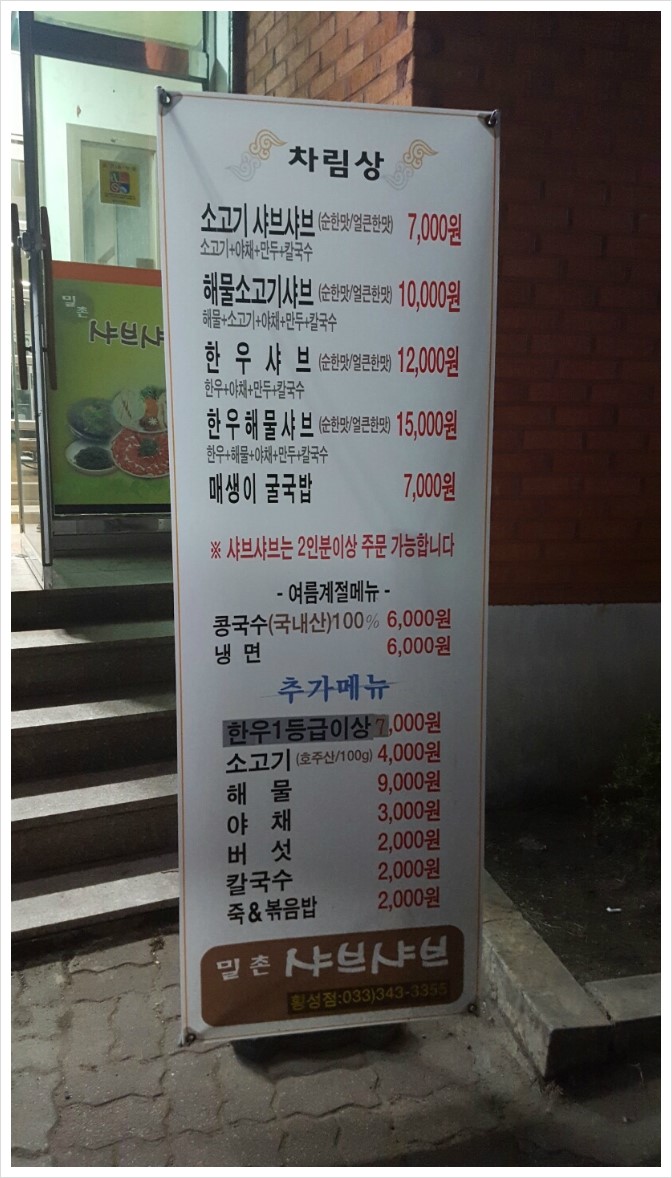 차림상
소고기 샤브샤브 (순한맛/얼큰한맛) 7,000원
소고기+야채+만두+칼국수
해물소고기샤브 (순한맛/얼큰한맛) 10,000원
해물+소고기+야채+만두+칼국수
한우샤브 (순한맛/얼큰한맛) 12,000원
한우+야채+만두+칼국수
한우해물샤브 (순한맛/얼큰한맛) 15,000원
한우+해물+야채+만두+칼국수
매생이 굴국밥 7,000원
※ 샤브샤브는 2인분이상 주문 가능합니다
- 여름계절메뉴 -
콩국수(국내산)100% 6,000원
냉면 6,000원
추가메뉴
한우1등급이상 7,000원
소고기 (호주산/100g) 4,000원
해물 9,000원
야채 3,000원
버섯 2,000원
칼국수 2,000원
죽&볶음밥 2,000원
밀촌 샤브샤브
횡성점:033)343-3355
밀촌
샤브샤